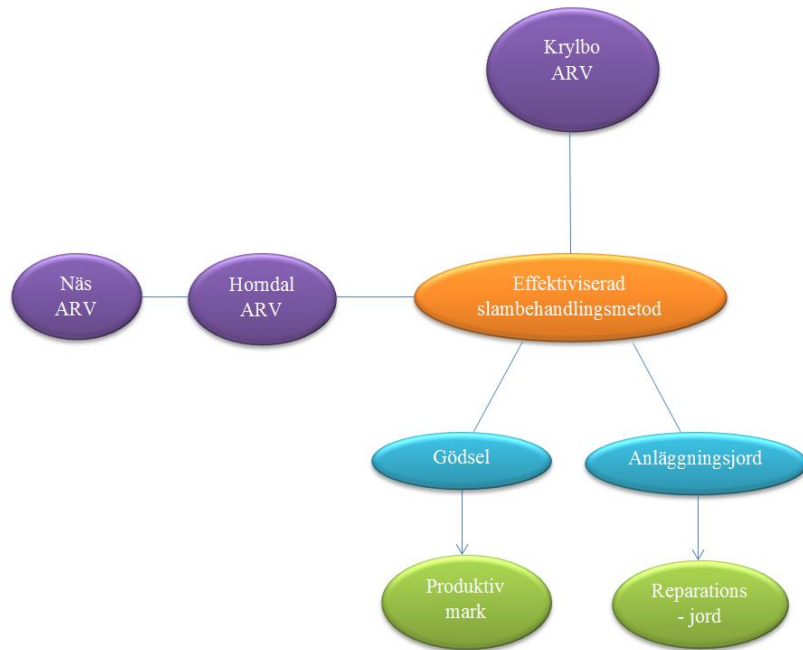 Krylbo
ARV
Näs
ARV
Horndal
ARV
Effektiviserad
slambehandlingsmetod
Gödsel
Anläggningsjord
Produktiv
mark
Reparations
- jord